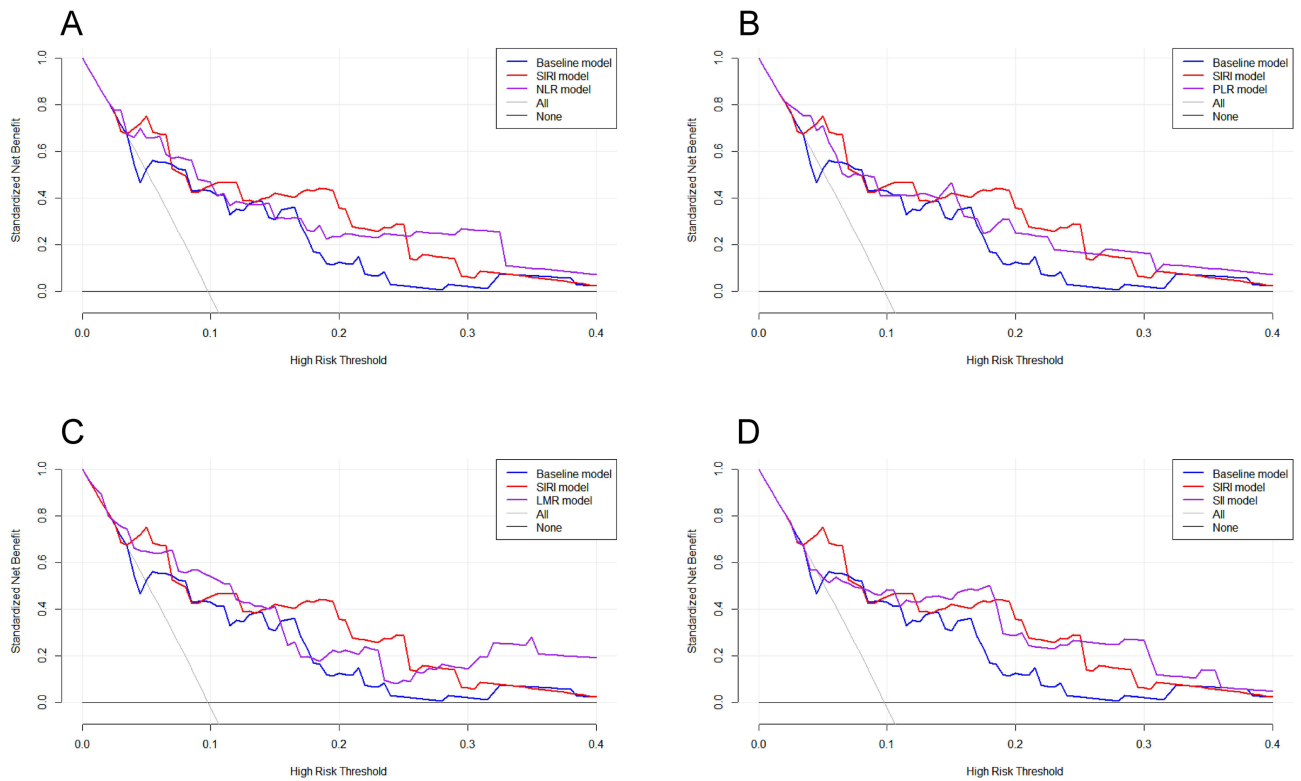 A
Baseline model
SIRI model
NLR model
All
None
Standardized Net Benefit
1.0
0.8
0.6
0.4
0.2
0.0
0.0 0.1 0.2 0.3 0.4
High Risk Threshold
B
Baseline model
SIRI model
PLR model
All
None
Standardized Net Benefit
1.0
0.8
0.6
0.4
0.2
0.0
0.0 0.1 0.2 0.3 0.4
High Risk Threshold
C
Baseline model
SIRI model
LMR model
All
None
Standardized Net Benefit
1.0
0.8
0.6
0.4
0.2
0.0
0.0 0.1 0.2 0.3 0.4
High Risk Threshold
D
Baseline model
SIRI model
SII model
All
None
Standardized Net Benefit
1.0
0.8
0.6
0.4
0.2
0.0
0.0 0.1 0.2 0.3 0.4
High Risk Threshold